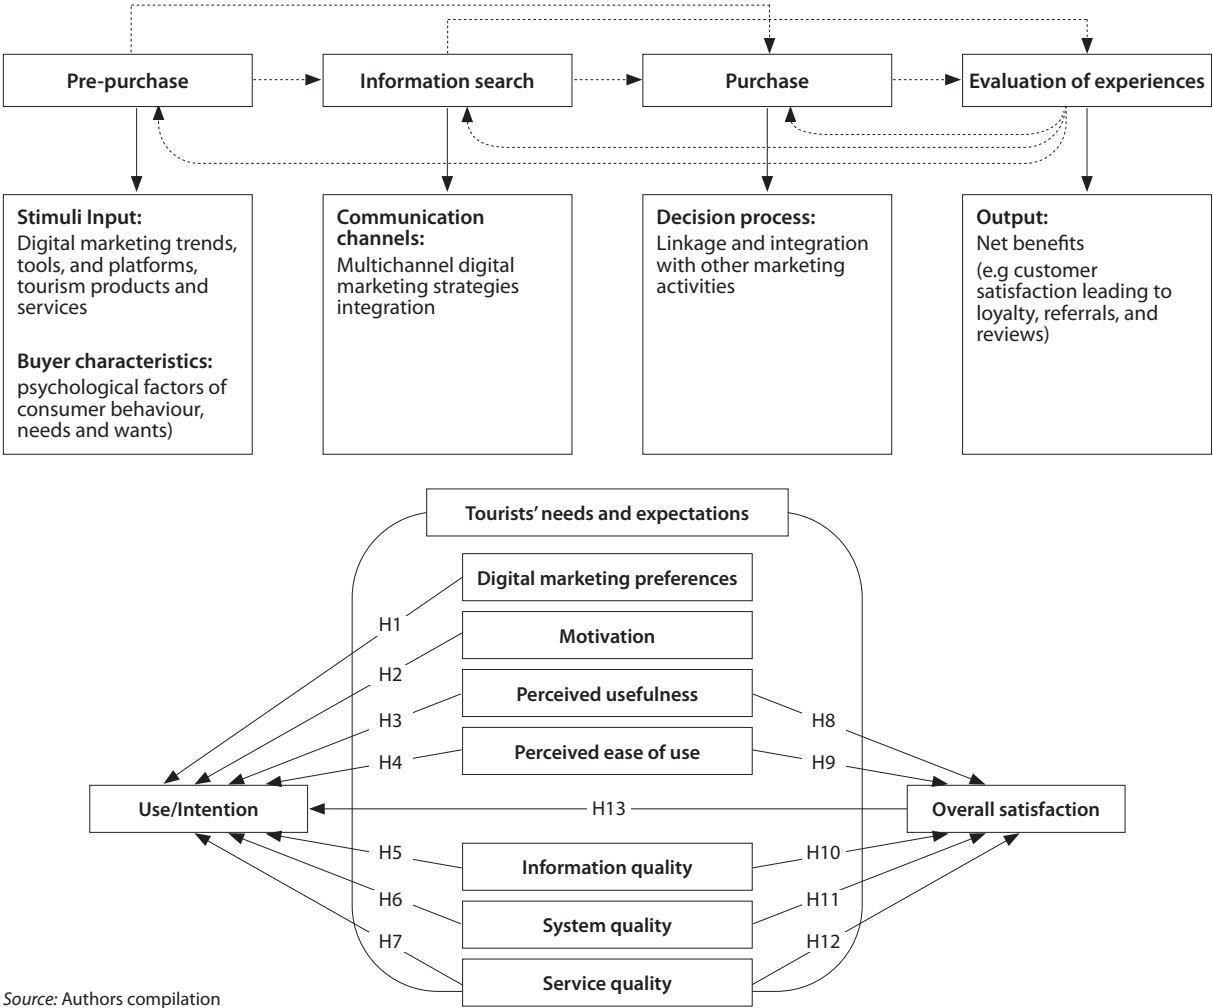 Pre-purchase
Information search
Purchase
Evaluation of experiences
Stimuli Input:
Digital marketing trends,
tools, and platforms,
tourism products and
services
Buyer characteristics:
psychological factors of
consumer behaviour,
needs and wants)
Communication
channels:
Multichannel digital
marketing strategies
integration
Decision process:
Linkage and integration
with other marketing
activities
Output:
Net benefits
(e.g customer
satisfaction leading to
loyalty, referrals, and
reviews)
Tourists' needs and expectations
Digital marketing preferences
H1
Motivation
H2
Perceived usefulness
H3
H8
Perceived ease of use
H4
H9
Use/Intention
H13
Overall satisfaction
H5
Information quality
H10
H6
System quality
H11
H7
Service quality
H12
Source: Authors compilation